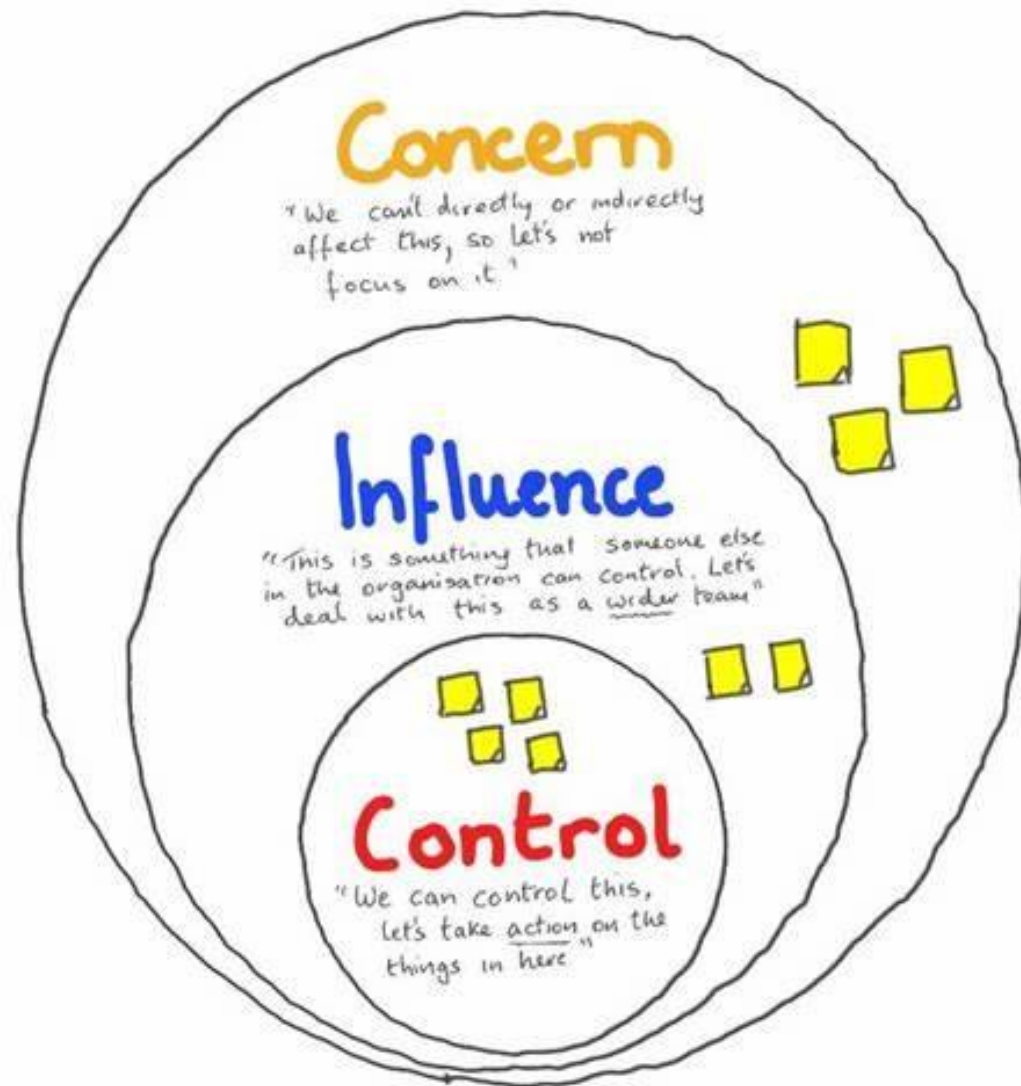 Concern
"We can't directly or indirectly
affect this, so let's not
focus on it"
Influence
"This is something that someone else
in the organisation can control. Let's
deal with this as a wider team"
Control
"We can control this,
let's take action on the
things in here"